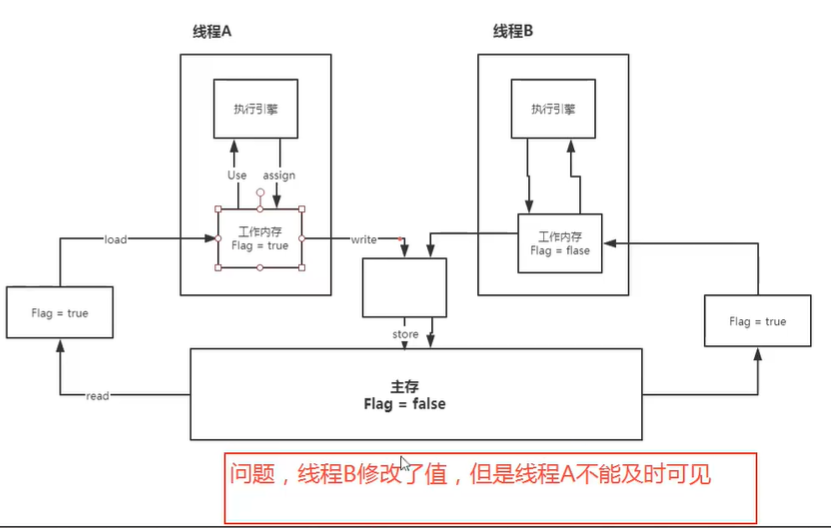 线程A
线程B
执行引擎
执行引擎
Use
assign
工作内存
Flag = true
工作内存
Flag = flase
load
write
Flag = true
Flag = true
store
主存
Flag = false
read
问题，线程B修改了值，但是线程A不能及时可见